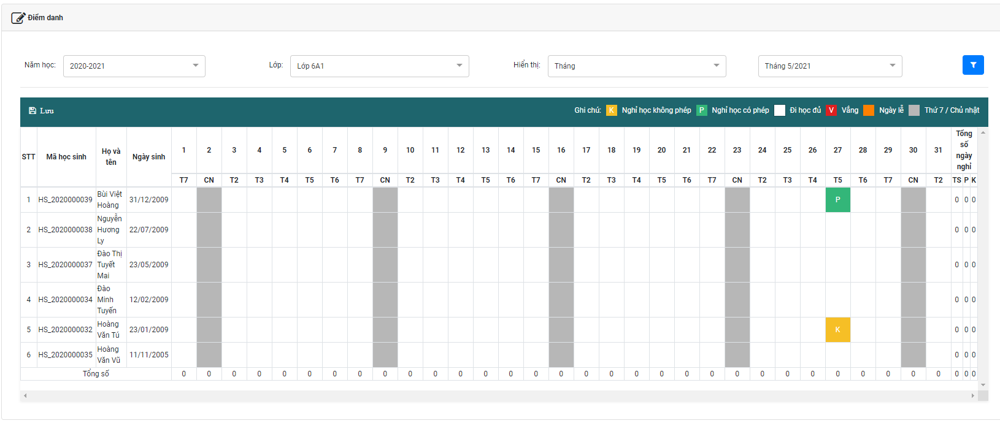 Điểm danh
Năm học: 2020-2021 Lớp: Lớp 6A1 Hiển thị: Tháng Tháng 5/2021
Lưu Ghi chú: K Nghỉ học không phép P Nghỉ học có phép Đi học đủ V Vắng Ngày lễ Thứ 7 / Chủ nhật
STT Mã học sinh Họ và tên Ngày sinh 1 2 3 4 5 6 7 8 9 10 11 12 13 14 15 16 17 18 19 20 21 22 23 24 25 26 27 28 29 30 31 Tổng số ngày nghỉ
T7 CN T2 T3 T4 T5 T6 T7 CN T2 T3 T4 T5 T6 T7 CN T2 T3 T4 T5 T6 T7 CN T2 T3 T4 T5 T6 T7 CN T2 TS P K
1 HS_2020000039 Bùi Việt Hoàng 31/12/2009 P 0 0 0
2 HS_2020000038 Nguyễn Hương Ly 22/07/2009 0 0 0
3 HS_2020000037 Đào Thị Tuyết Mai 23/05/2009 0 0 0
4 HS_2020000034 Đào Minh Tuyến 12/02/2009 0 0 0
5 HS_2020000032 Hoàng Văn Tú 23/01/2009 K 0 0 0
6 HS_2020000035 Hoàng Văn Vũ 11/11/2005 0 0 0
Tổng số 0 0 0 0 0 0 0 0 0 0 0 0 0 0 0 0 0 0 0 0 0 0 0 0 0 0 0 0 0 0 0 0 0 0